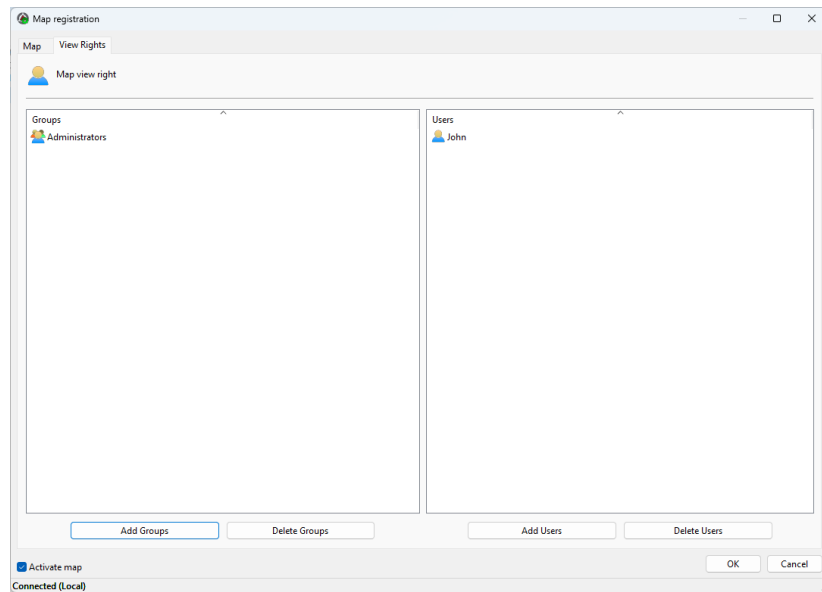 Map registration
Map View Rights
Map view right
Groups
Administrators
Users
John
Add Groups Delete Groups Add Users Delete Users
Activate map
OK Cancel
Connected (Local)